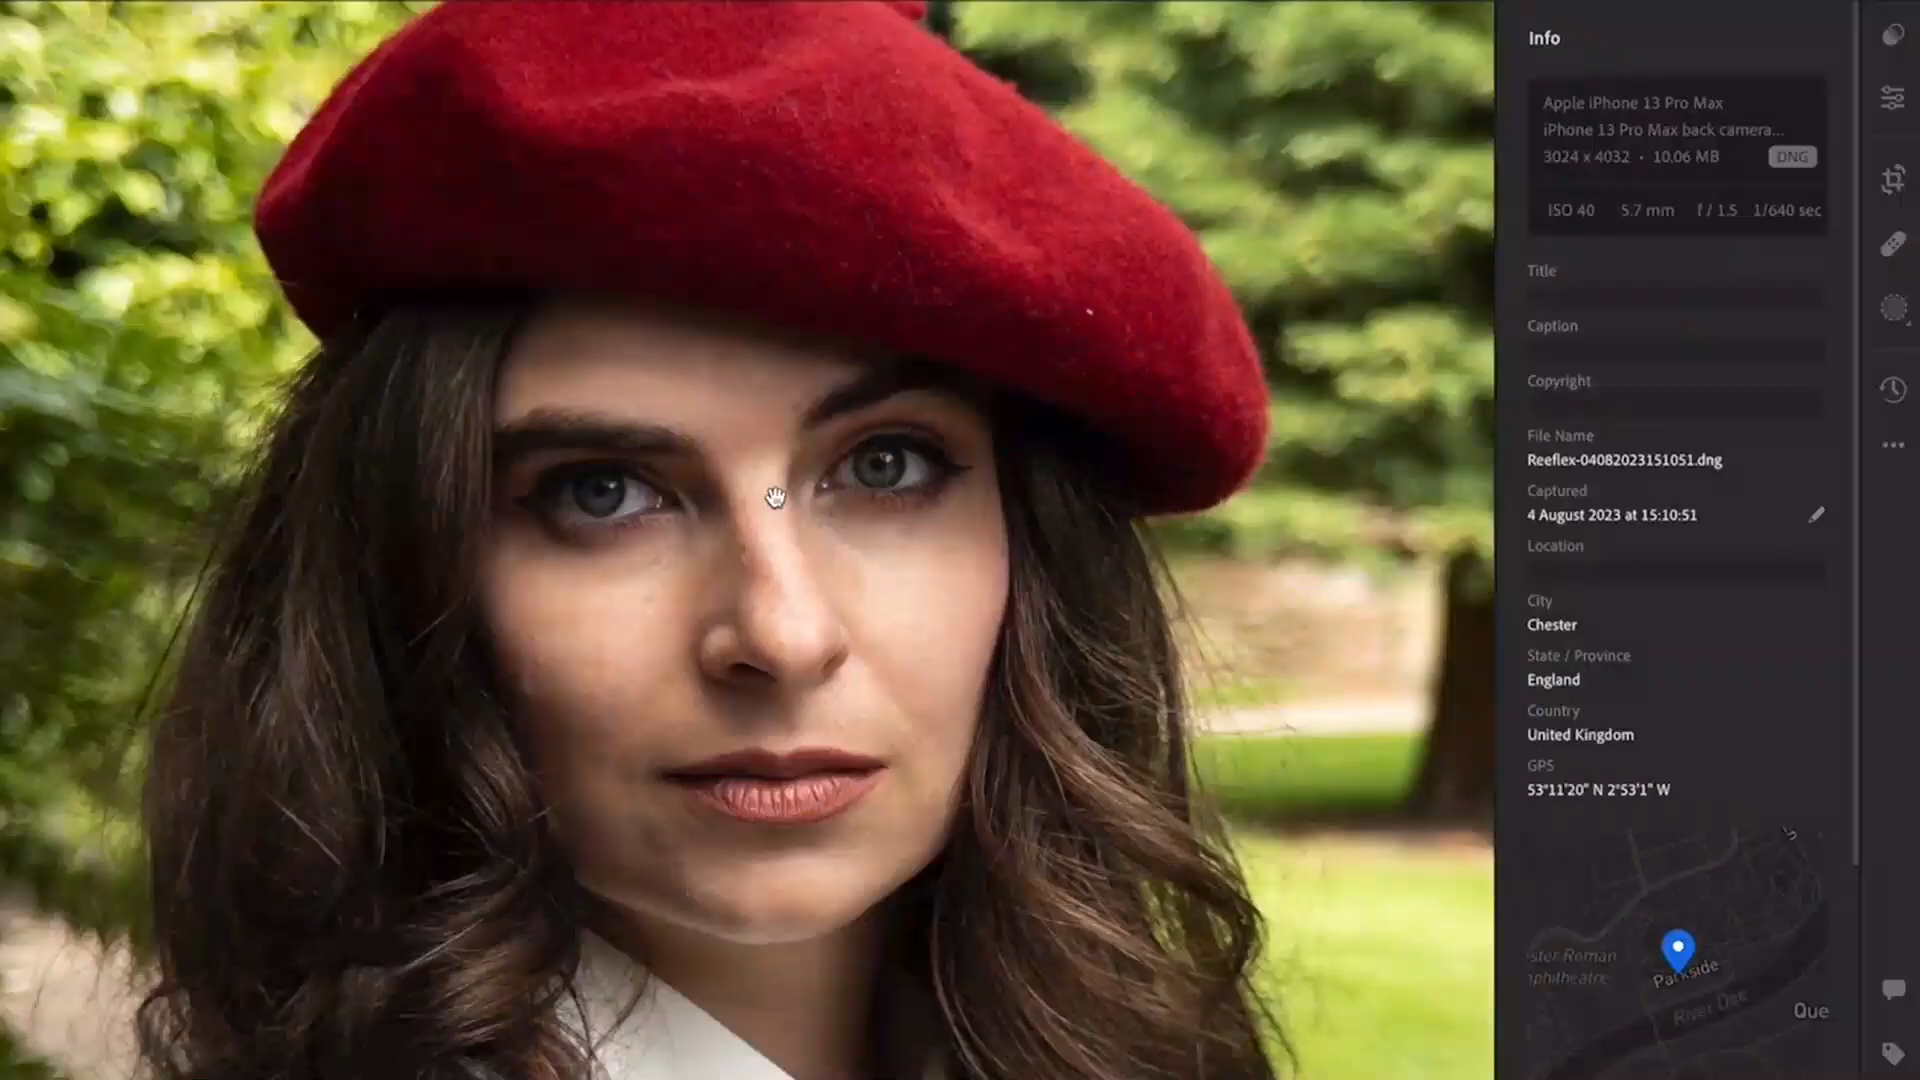 Info
Apple iPhone 13 Pro Max
iPhone 13 Pro Max back camera...
3024 x 4032 • 10.06 MB DNG
ISO 40 5.7 mm f / 1.5 1/640 sec
Title
Caption
Copyright
File Name
Reeflex-04082023151051.dng
Captured
4 August 2023 at 15:10:51
Location
City
Chester
State / Province
England
Country
United Kingdom
GPS
53°11'20" N 2°53'1" W
ster Roman
phitheatre
Parkside
River Dee
Que